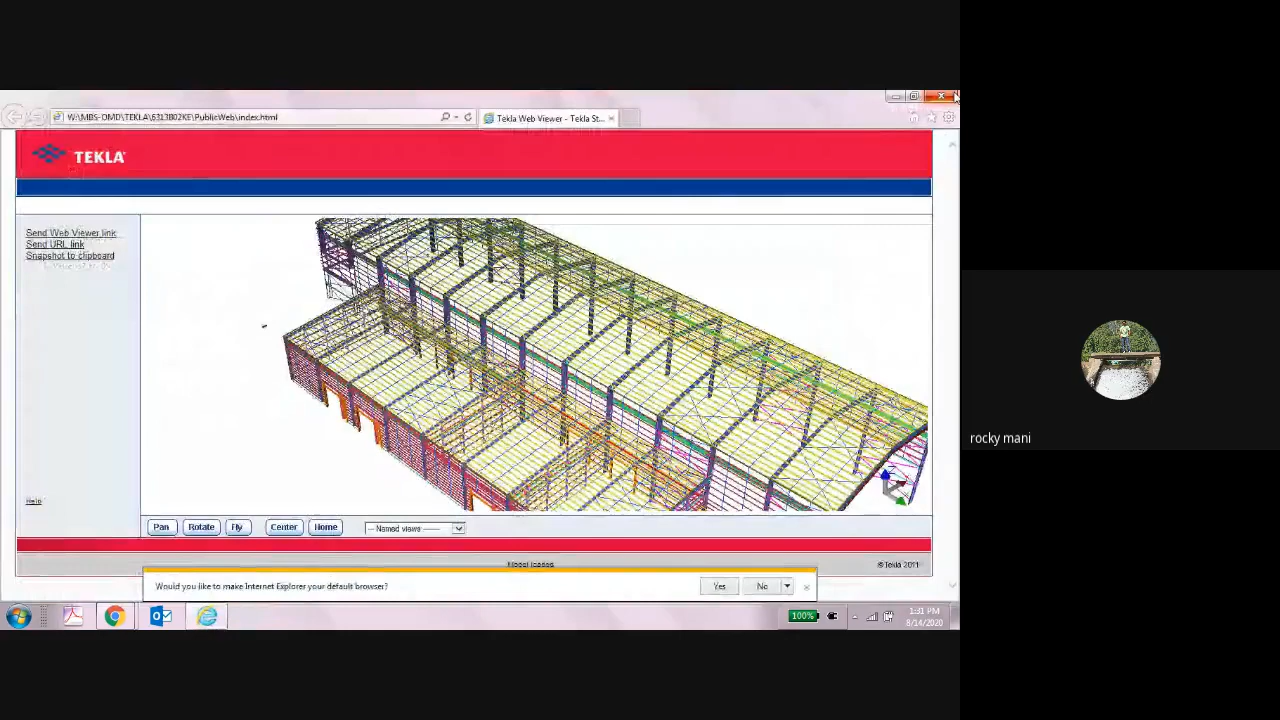 W:\MBS-DMD\TEKLA\6313B02KE\PublicWeb\index.html
Tekla Web Viewer - Tekla St...
TEKLA
Send Web Viewer link
Send URL link
Snapshot to clipboard
rocky mani
Help
Pan
Rotate
Fly
Center
Home
--- Named views -----
Model loaded
© Tekla 2011
Would you like to make Internet Explorer your default browser?
Yes
No
100%
1:31 PM
8/14/2020